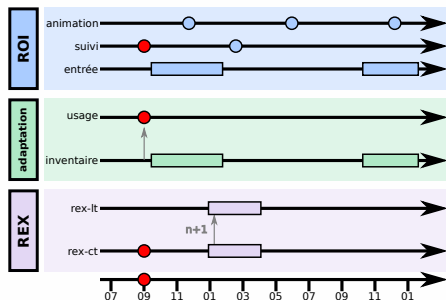 ROI
animation
suivi
entrée
adaptation
usage
inventaire
REX
rex-lt
n+1
rex-ct
07 09 11 01 03 05 07 09 11 01